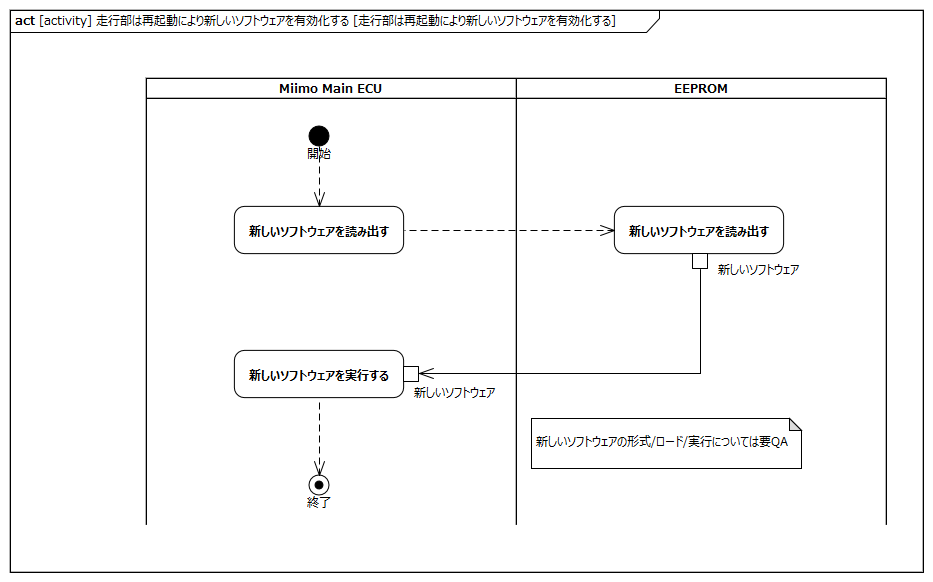 act [activity] 走行部は再起動により新しいソフトウェアを有効化する [走行部は再起動により新しいソフトウェアを有効化する]
Miimo Main ECU
EEPROM
開始
新しいソフトウェアを読み出す
新しいソフトウェアを読み出す
新しいソフトウェア
新しいソフトウェアを実行する
新しいソフトウェア
新しいソフトウェアの形式/ロード/実行については要QA
終了